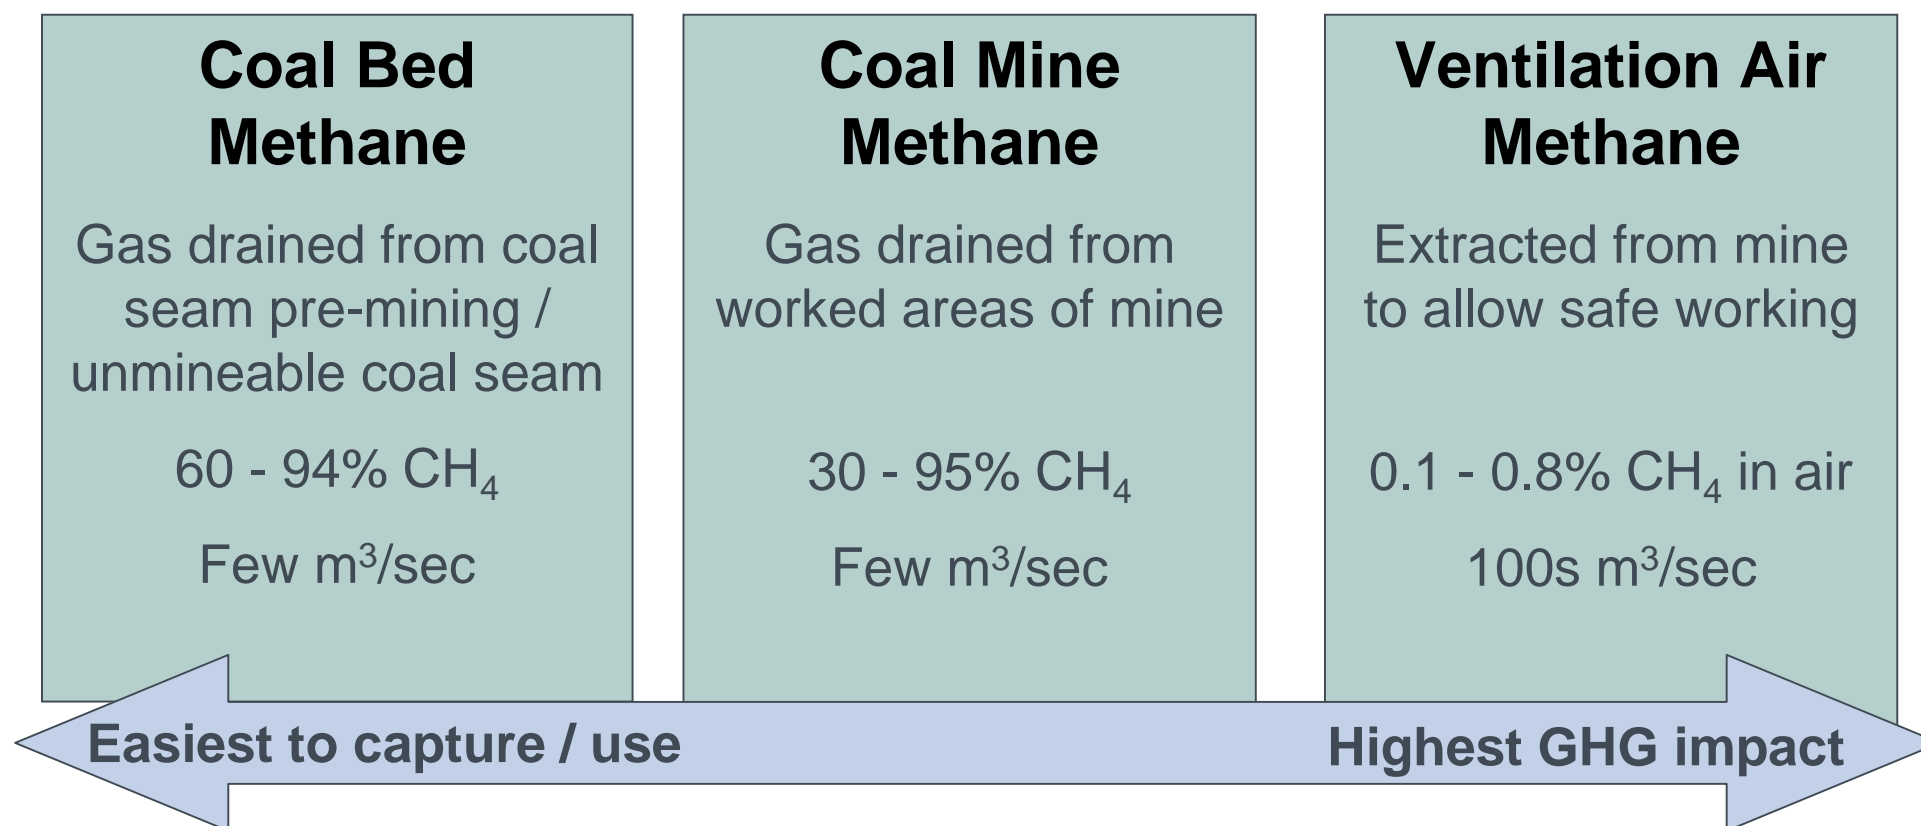 Coal Bed
Methane
Gas drained from coal
seam pre-mining /
unmineable coal seam
60 - 94% CH₄
Few m³/sec
Coal Mine
Methane
Gas drained from
worked areas of mine
30 - 95% CH₄
Few m³/sec
Ventilation Air
Methane
Extracted from mine
to allow safe working
0.1 - 0.8% CH₄ in air
100s m³/sec
Easiest to capture / use
Highest GHG impact